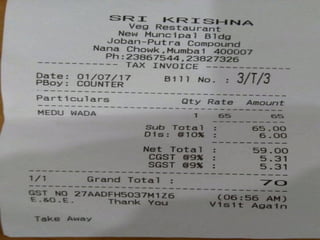 SRI KRISHNA
Veg Restaurant
New Muncipal Bldg
Joban-Putra Compound
Nana Chowk,Mumbai 400007
Ph:23867544,23827326
TAX INVOICE
Date: 01/07/17 Bill No. : 3/T/3
PBoy: COUNTER
Particulars Qty Rate Amount
MEDU WADA 1 65 65
Sub Total : 65.00
Dis: @10% : 6.00
Net Total : 59.00
CGST @9% : 5.31
SGST @9% : 5.31
1/1 Grand Total : 70
GST NO 27AADFH5037M1Z6 (06:56 AM)
E.&O.E. Thank You Visit Again
Take Away